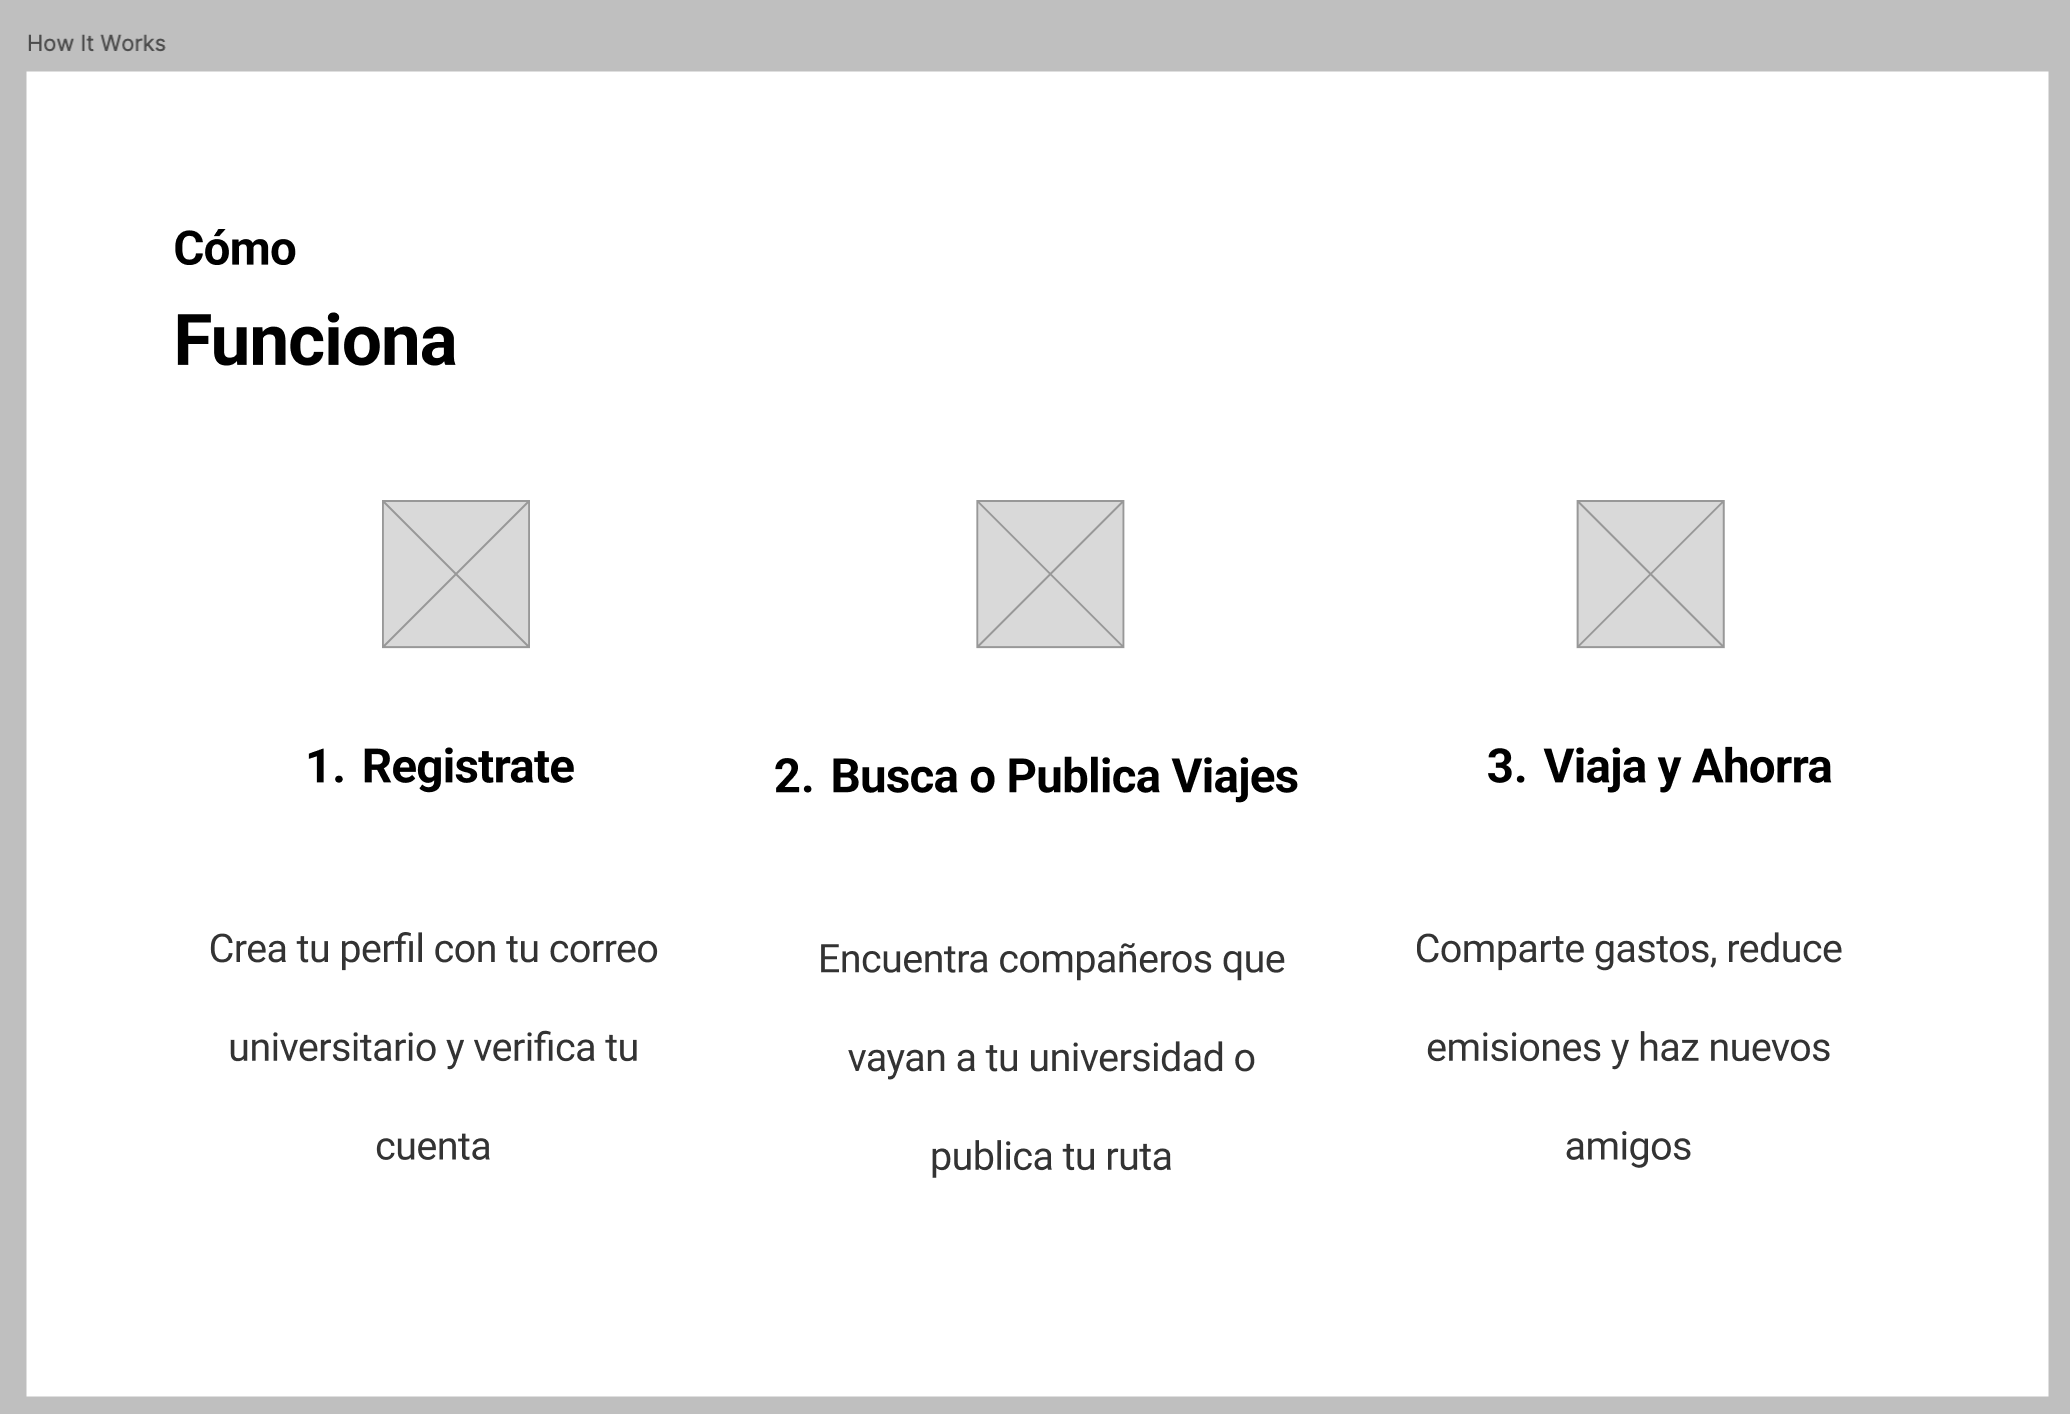 How It Works
Cómo
Funciona
1. Registrate
2. Busca o Publica Viajes
3. Viaja y Ahorra
Crea tu perfil con tu correo
universitario y verifica tu
cuenta
Encuentra compañeros que
vayan a tu universidad o
publica tu ruta
Comparte gastos, reduce
emisiones y haz nuevos
amigos